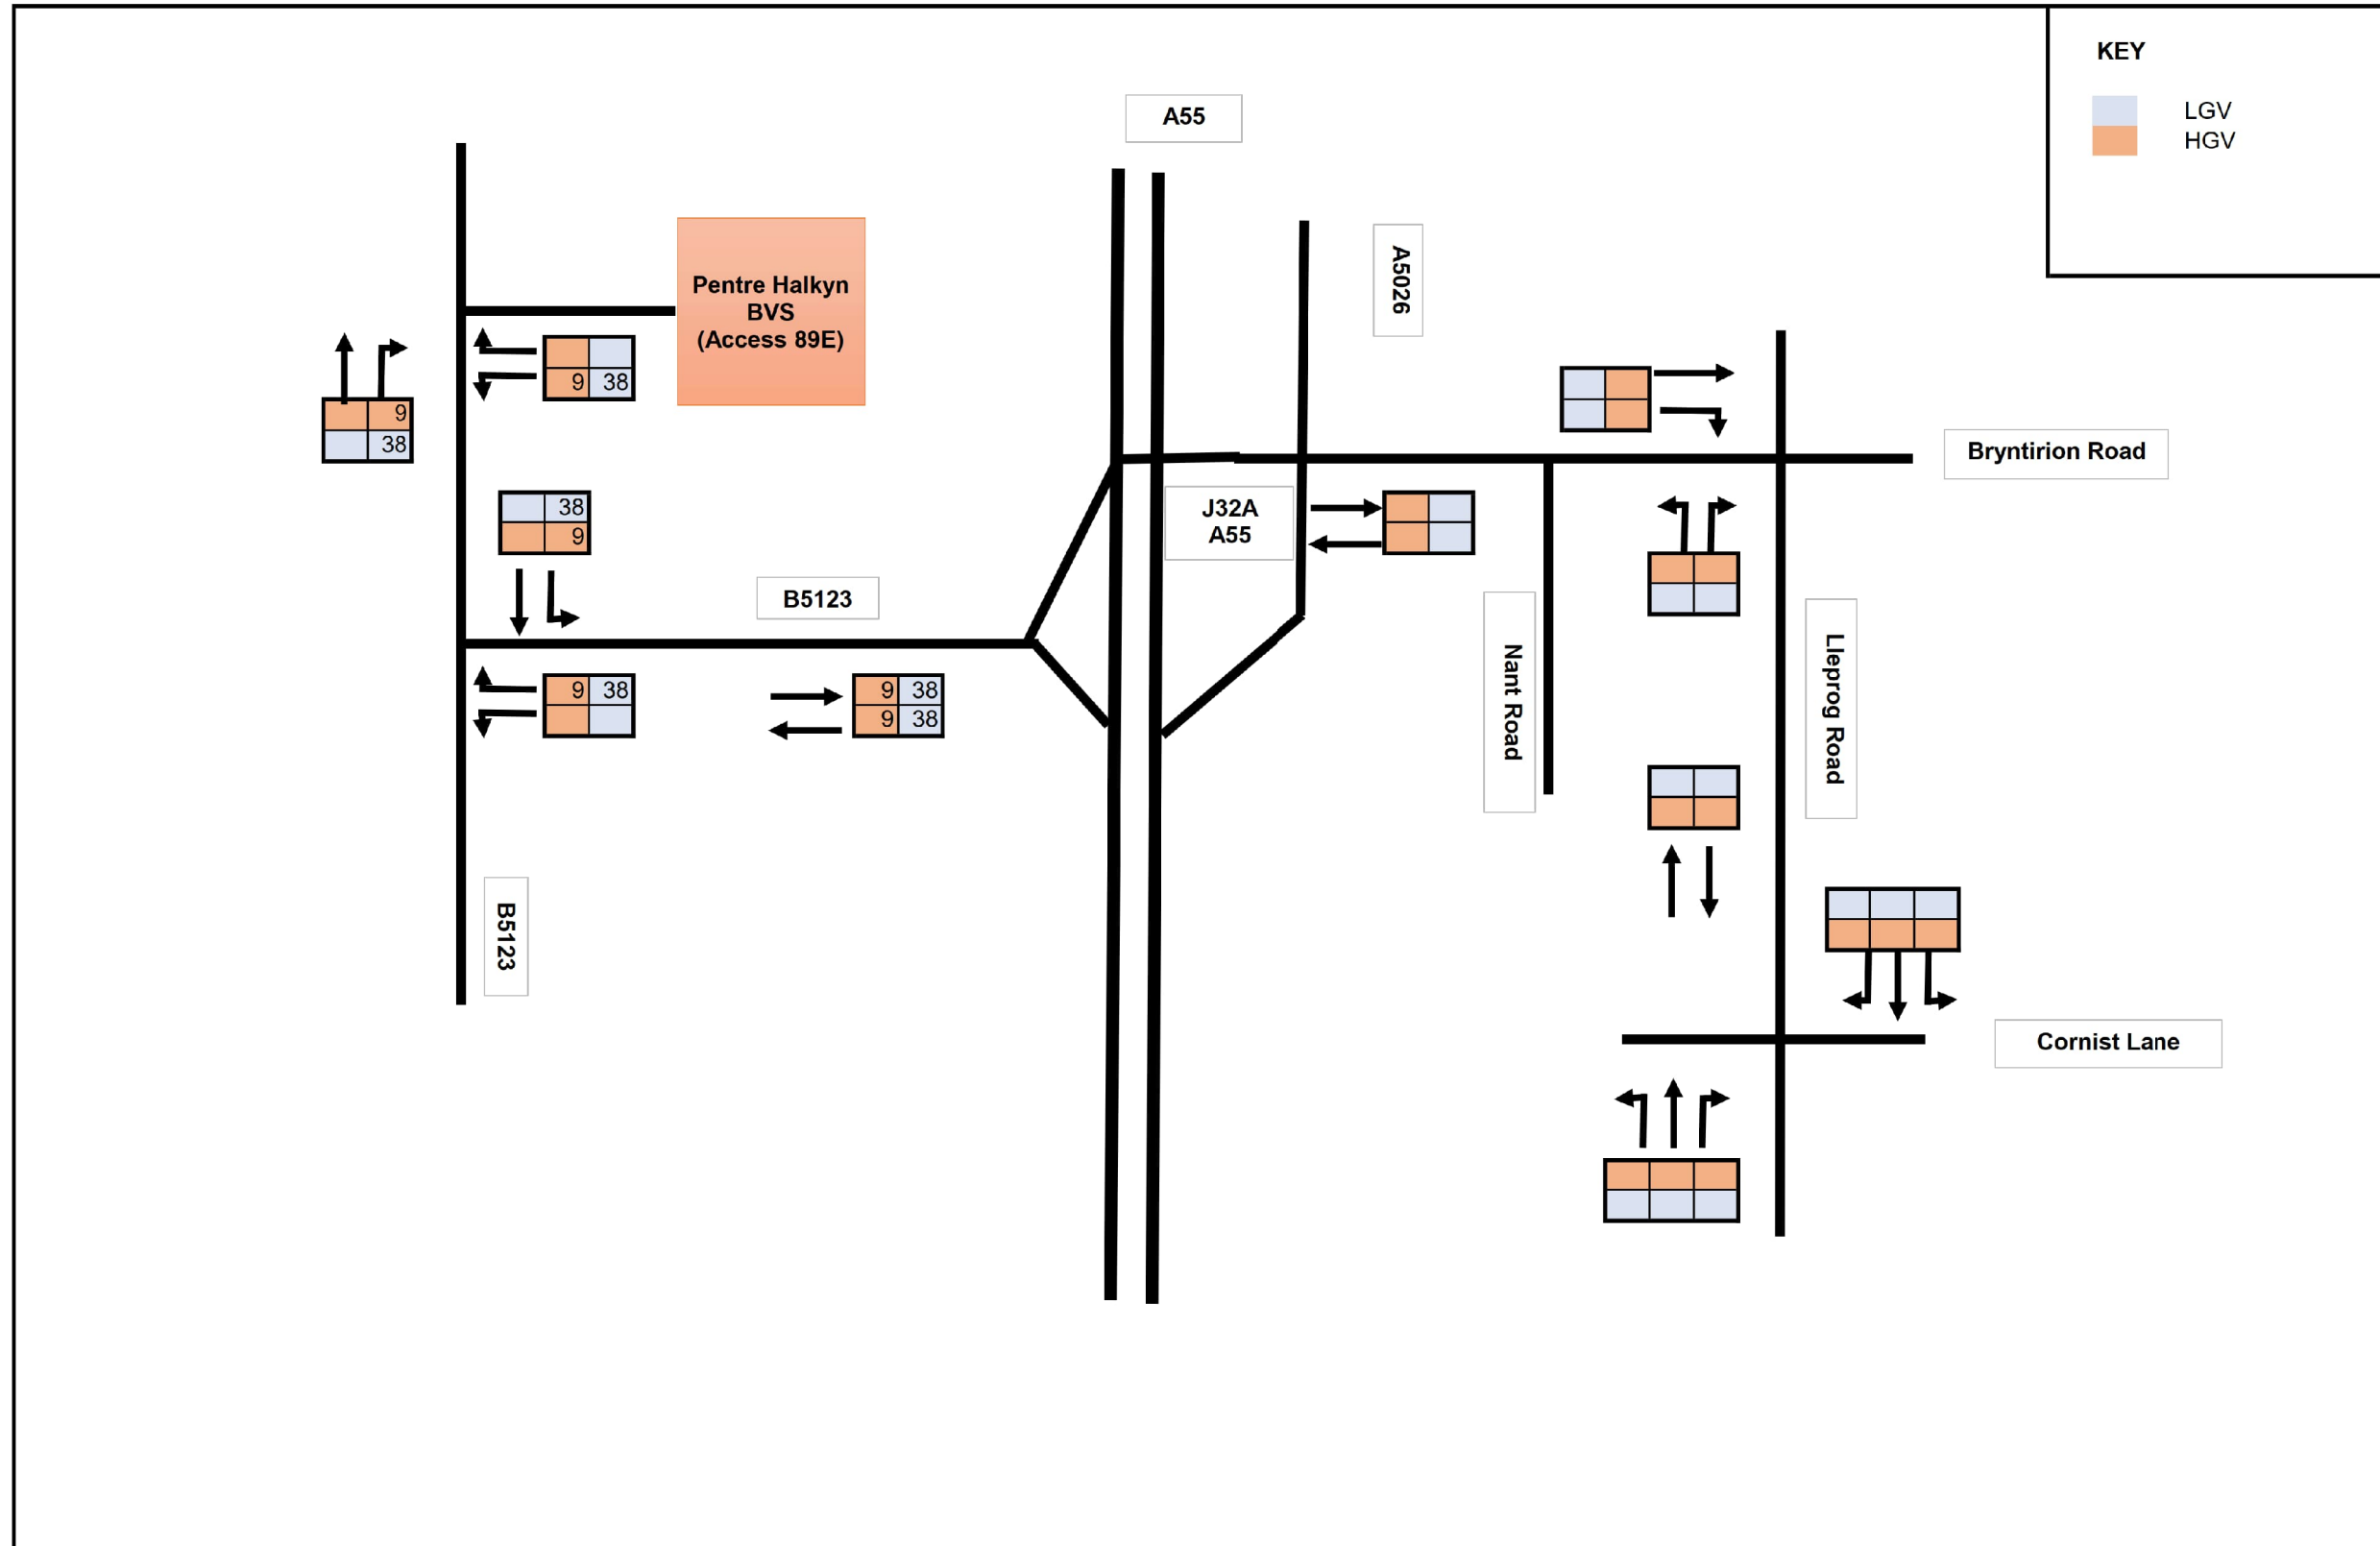 KEY
LGV
HGV
A55
Pentre Halkyn
BVS
(Access 89E)
A5026
9 38
9
38
Bryntirion Road
38
9
J32A
A55
B5123
Nant Road
Lleprog Road
9 38
9 38
9 38
B5123
Cornist Lane